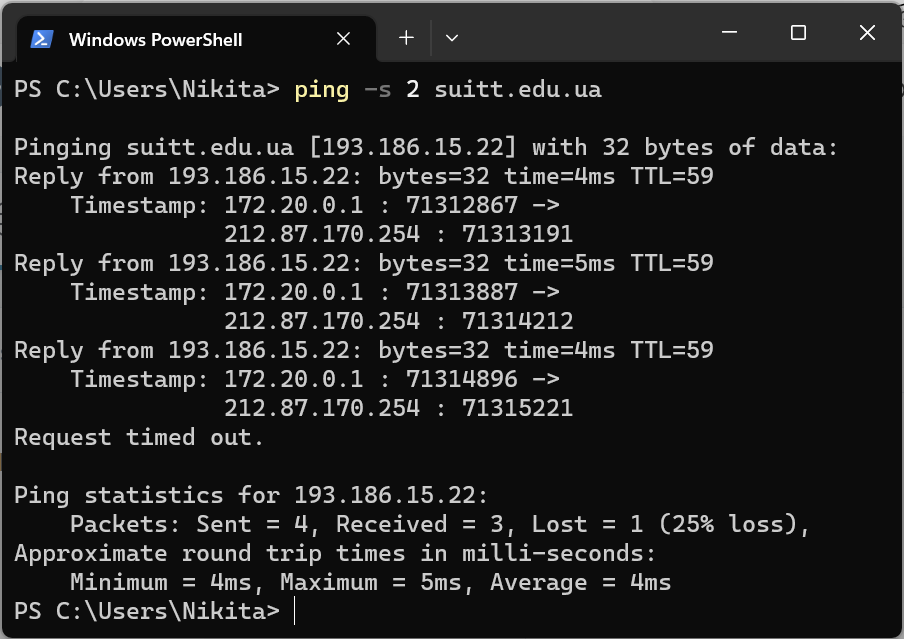 Windows PowerShell
PS C:\Users\Nikita> ping -s 2 suitt.edu.ua
Pinging suitt.edu.ua [193.186.15.22] with 32 bytes of data:
Reply from 193.186.15.22: bytes=32 time=4ms TTL=59
    Timestamp: 172.20.0.1 : 71312867 ->
               212.87.170.254 : 71313191
Reply from 193.186.15.22: bytes=32 time=5ms TTL=59
    Timestamp: 172.20.0.1 : 71313887 ->
               212.87.170.254 : 71314212
Reply from 193.186.15.22: bytes=32 time=4ms TTL=59
    Timestamp: 172.20.0.1 : 71314896 ->
               212.87.170.254 : 71315221
Request timed out.
Ping statistics for 193.186.15.22:
    Packets: Sent = 4, Received = 3, Lost = 1 (25% loss),
Approximate round trip times in milli-seconds:
    Minimum = 4ms, Maximum = 5ms, Average = 4ms
PS C:\Users\Nikita>